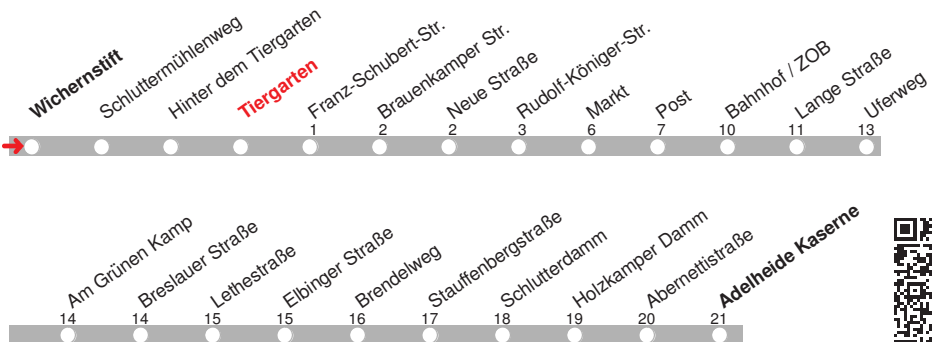 Wichernstift
Schluttermühlenweg
Hinter dem Tiergarten
Tiergarten
Franz-Schubert-Str.
Brauenkamper Str.
Neue Straße
Rudolf-Königer-Str.
Markt
Post
Bahnhof / ZOB
Lange Straße
Uferweg
1 2 2 3 6 7 10 11 13
Am Grünen Kamp
Breslauer Straße
Lethestraße
Elbinger Straße
Brendelweg
Stauffenbergstraße
Schlutterdamm
Holzkamper Damm
Abernettistraße
Adelheide Kaserne
14 14 15 15 16 17 18 19 20 21